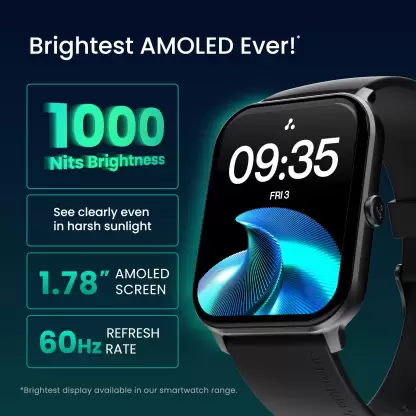 Brightest AMOLED Ever!*
1000
Nits Brightness
See clearly even
in harsh sunlight
1.78” AMOLED
SCREEN
60Hz REFRESH
RATE
09:35
FRI 3
*Brightest display available in our smartwatch range.